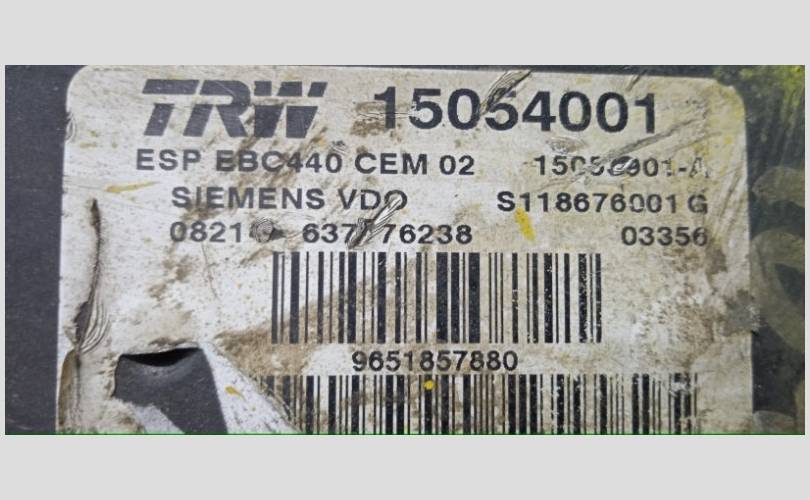 TRW 15054001
ESP EBC440 CEM 02
SIEMENS VDO S118676001 G
03356
9651857880